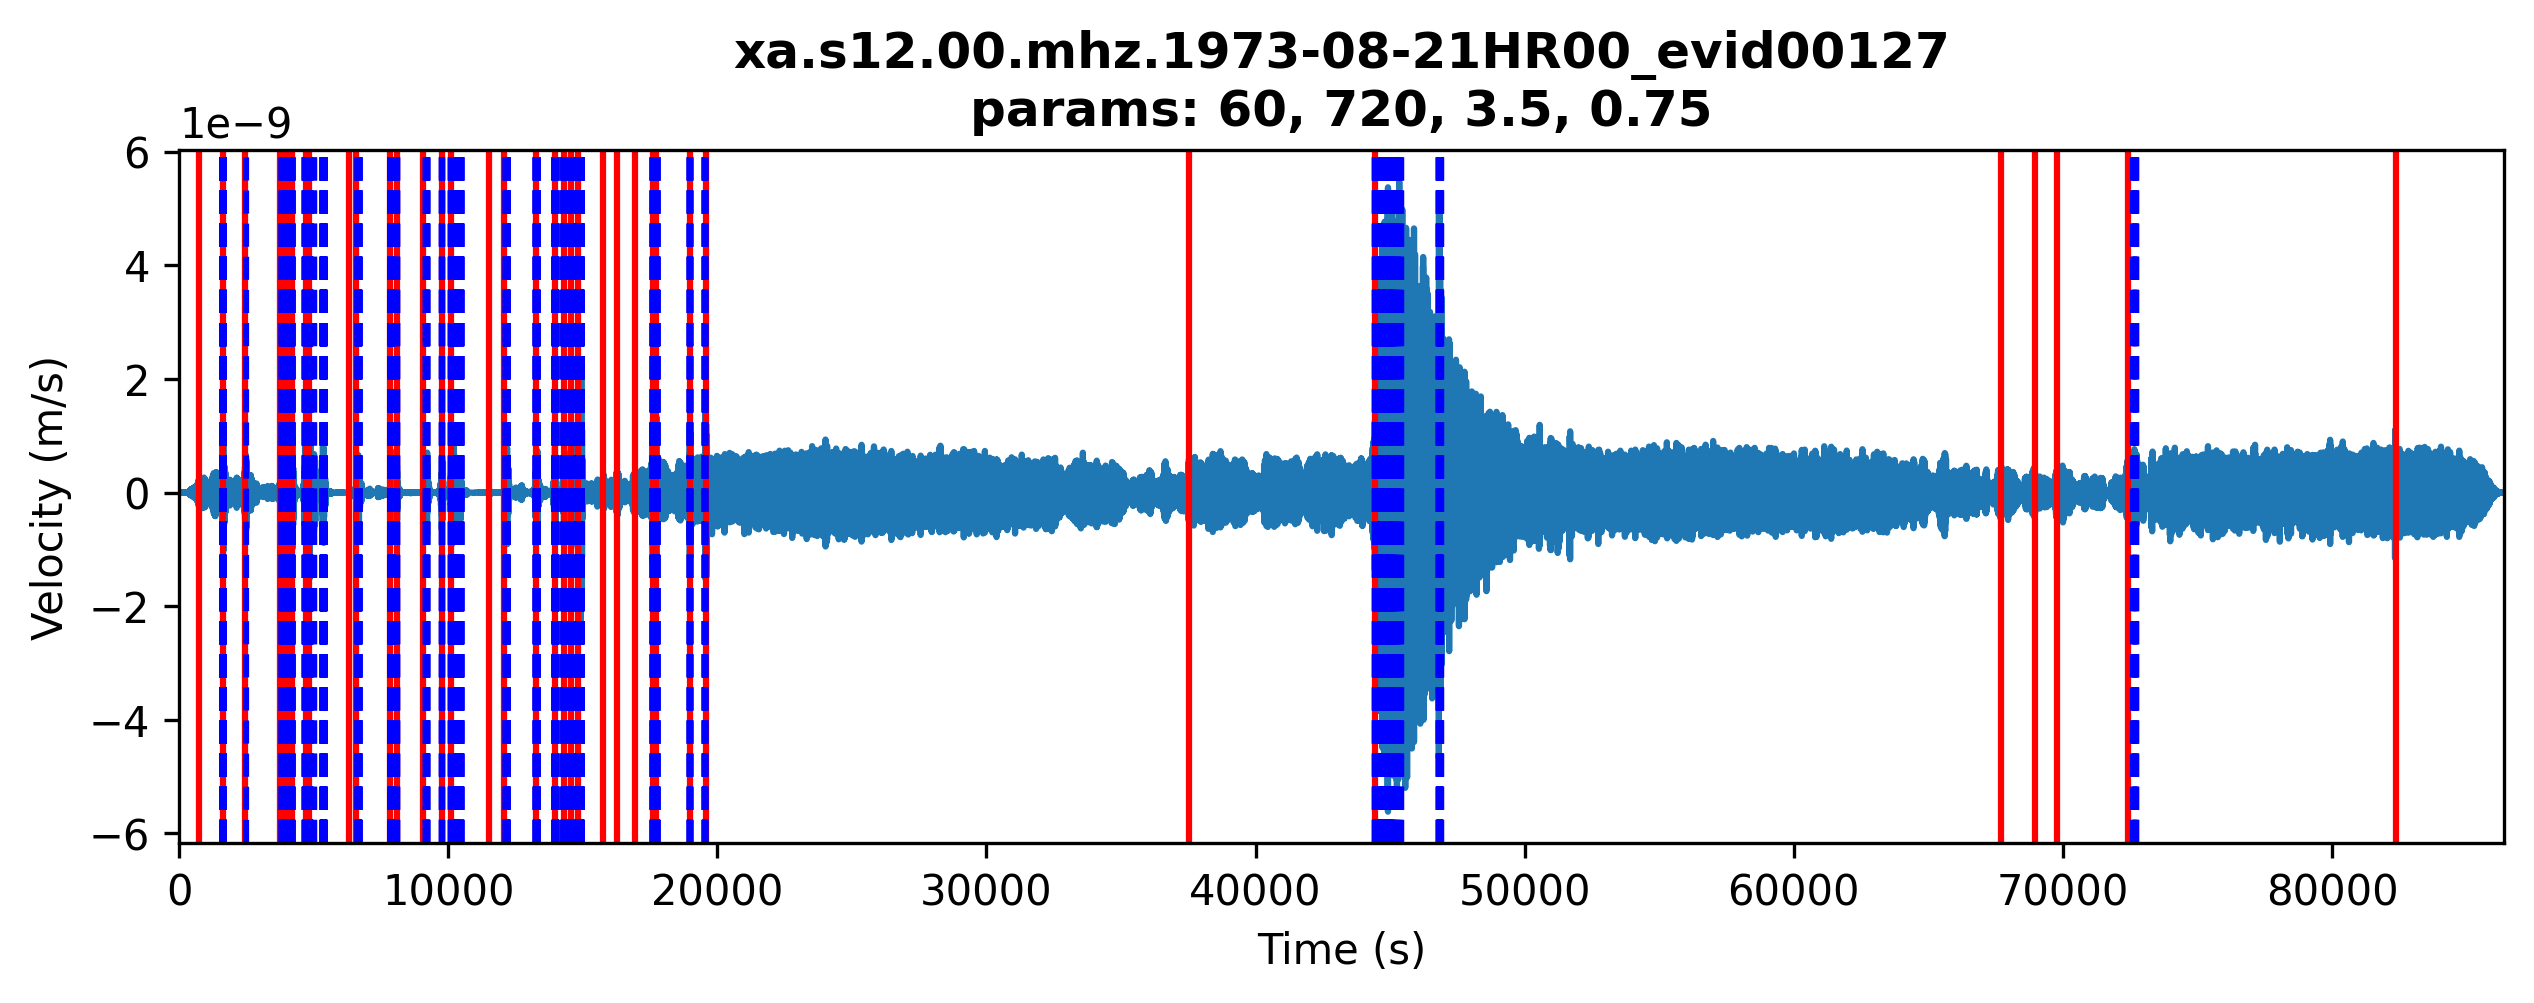 xa.s12.00.mhz.1973-08-21HR00_evid00127
params: 60, 720, 3.5, 0.75
1e−9
6
4
2
0
−2
−4
−6
Velocity (m/s)
0 10000 20000 30000 40000 50000 60000 70000 80000
Time (s)